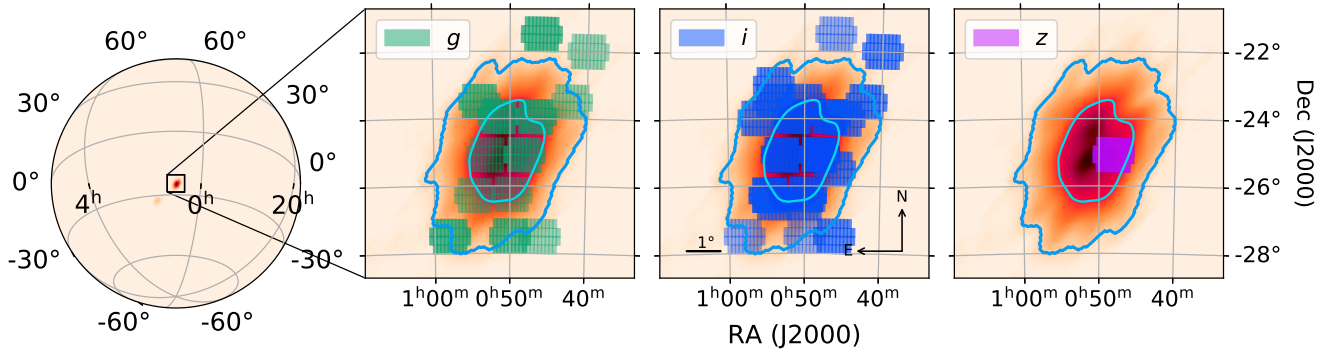 60° 60°
30° 30°
0° 0°
4ʰ 0ʰ 20ʰ
-30° -30°
-60° -60°
g
i
z
1°
N
E
1ʰ00ᵐ 0ʰ50ᵐ 40ᵐ
1ʰ00ᵐ 0ʰ50ᵐ 40ᵐ
1ʰ00ᵐ 0ʰ50ᵐ 40ᵐ
RA (J2000)
-22°
-24°
-26°
-28°
Dec (J2000)